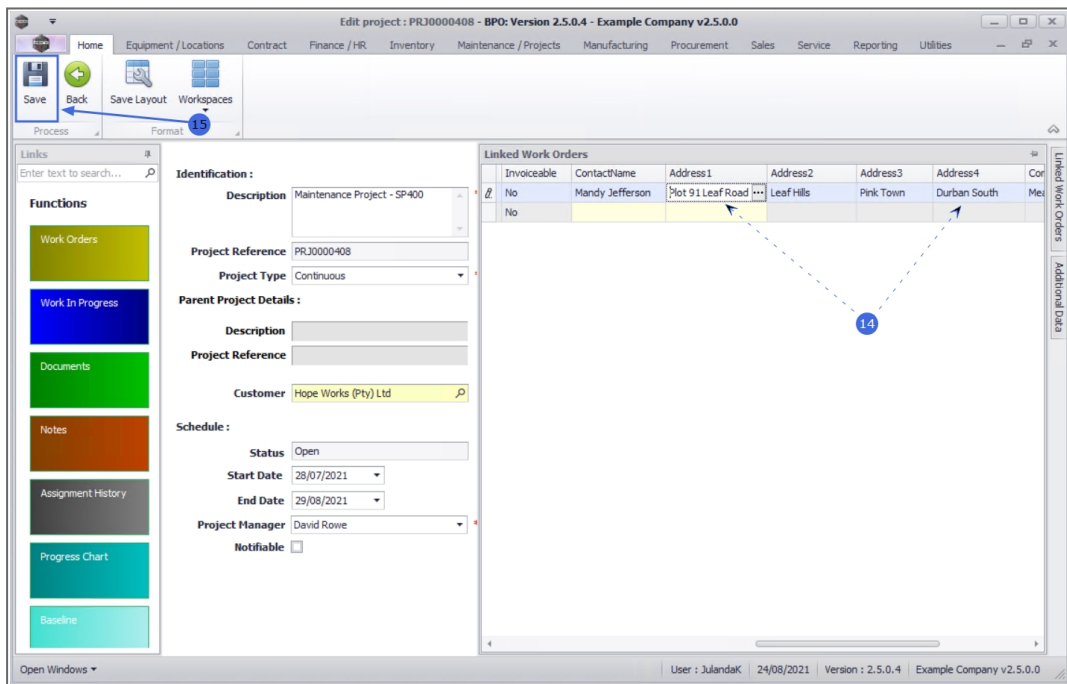 Edit project : PRJ0000408 - BPO: Version 2.5.0.4 - Example Company v2.5.0.0
Home Equipment / Locations Contract Finance / HR Inventory Maintenance / Projects Manufacturing Procurement Sales Service Reporting Utilities
Save Back Save Layout Workspaces
15
Process Format
Links
Enter text to search...
Functions
Work Orders
Work In Progress
Documents
Notes
Assignment History
Progress Chart
Baseline
Identification :
Description Maintenance Project - SP400 *
Project Reference PRJ0000408
Project Type Continuous *
Parent Project Details :
Description
Project Reference
Customer Hope Works (Pty) Ltd
Schedule :
Status Open
Start Date 28/07/2021
End Date 29/08/2021
Project Manager David Rowe *
Notifiable
Linked Work Orders
Invoiceable ContactName Address1 Address2 Address3 Address4 Cor
No Mandy Jefferson Plot 91 Leaf Road ... Leaf Hills Pink Town Durban South Mea
No
14
Linked Work Orders
Additional Data
Open Windows User : JulandaK 24/08/2021 Version : 2.5.0.4 Example Company v2.5.0.0